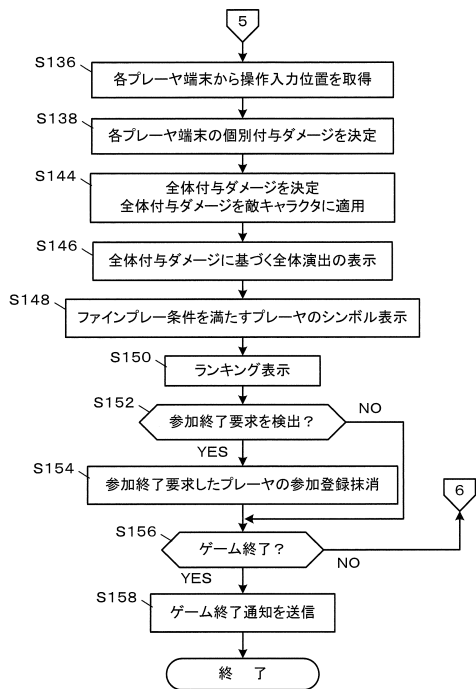 5
S136
各プレーヤ端末から操作入力位置を取得
S138
各プレーヤ端末の個別付与ダメージを決定
S144
全体付与ダメージを決定
全体付与ダメージを敵キャラクタに適用
S146
全体付与ダメージに基づく全体演出の表示
S148
ファインプレー条件を満たすプレーヤのシンボル表示
S150
ランキング表示
S152
参加終了要求を検出？
NO
YES
S154
参加終了要求したプレーヤの参加登録抹消
6
S156
ゲーム終了？
NO
YES
S158
ゲーム終了通知を送信
終　了